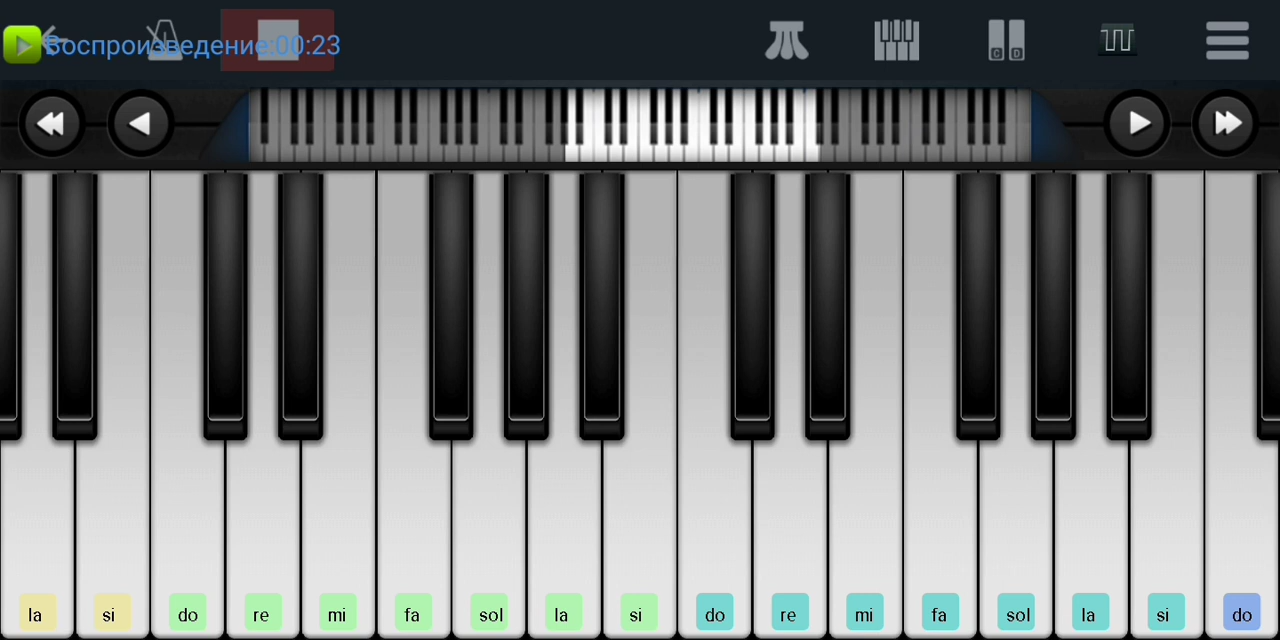 Воспроизведение:00:23
C D
la si do re mi fa sol la si do re mi fa sol la si do